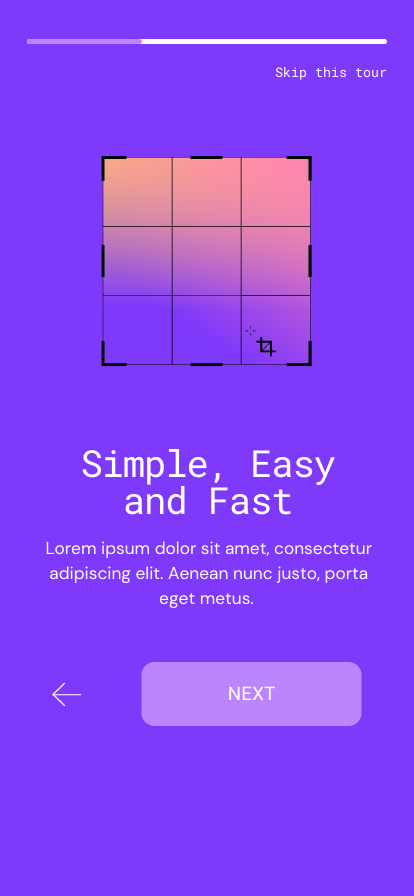 Skip this tour
Simple, Easy
and Fast
Lorem ipsum dolor sit amet, consectetur
adipiscing elit. Aenean nunc justo, porta
eget metus.
NEXT